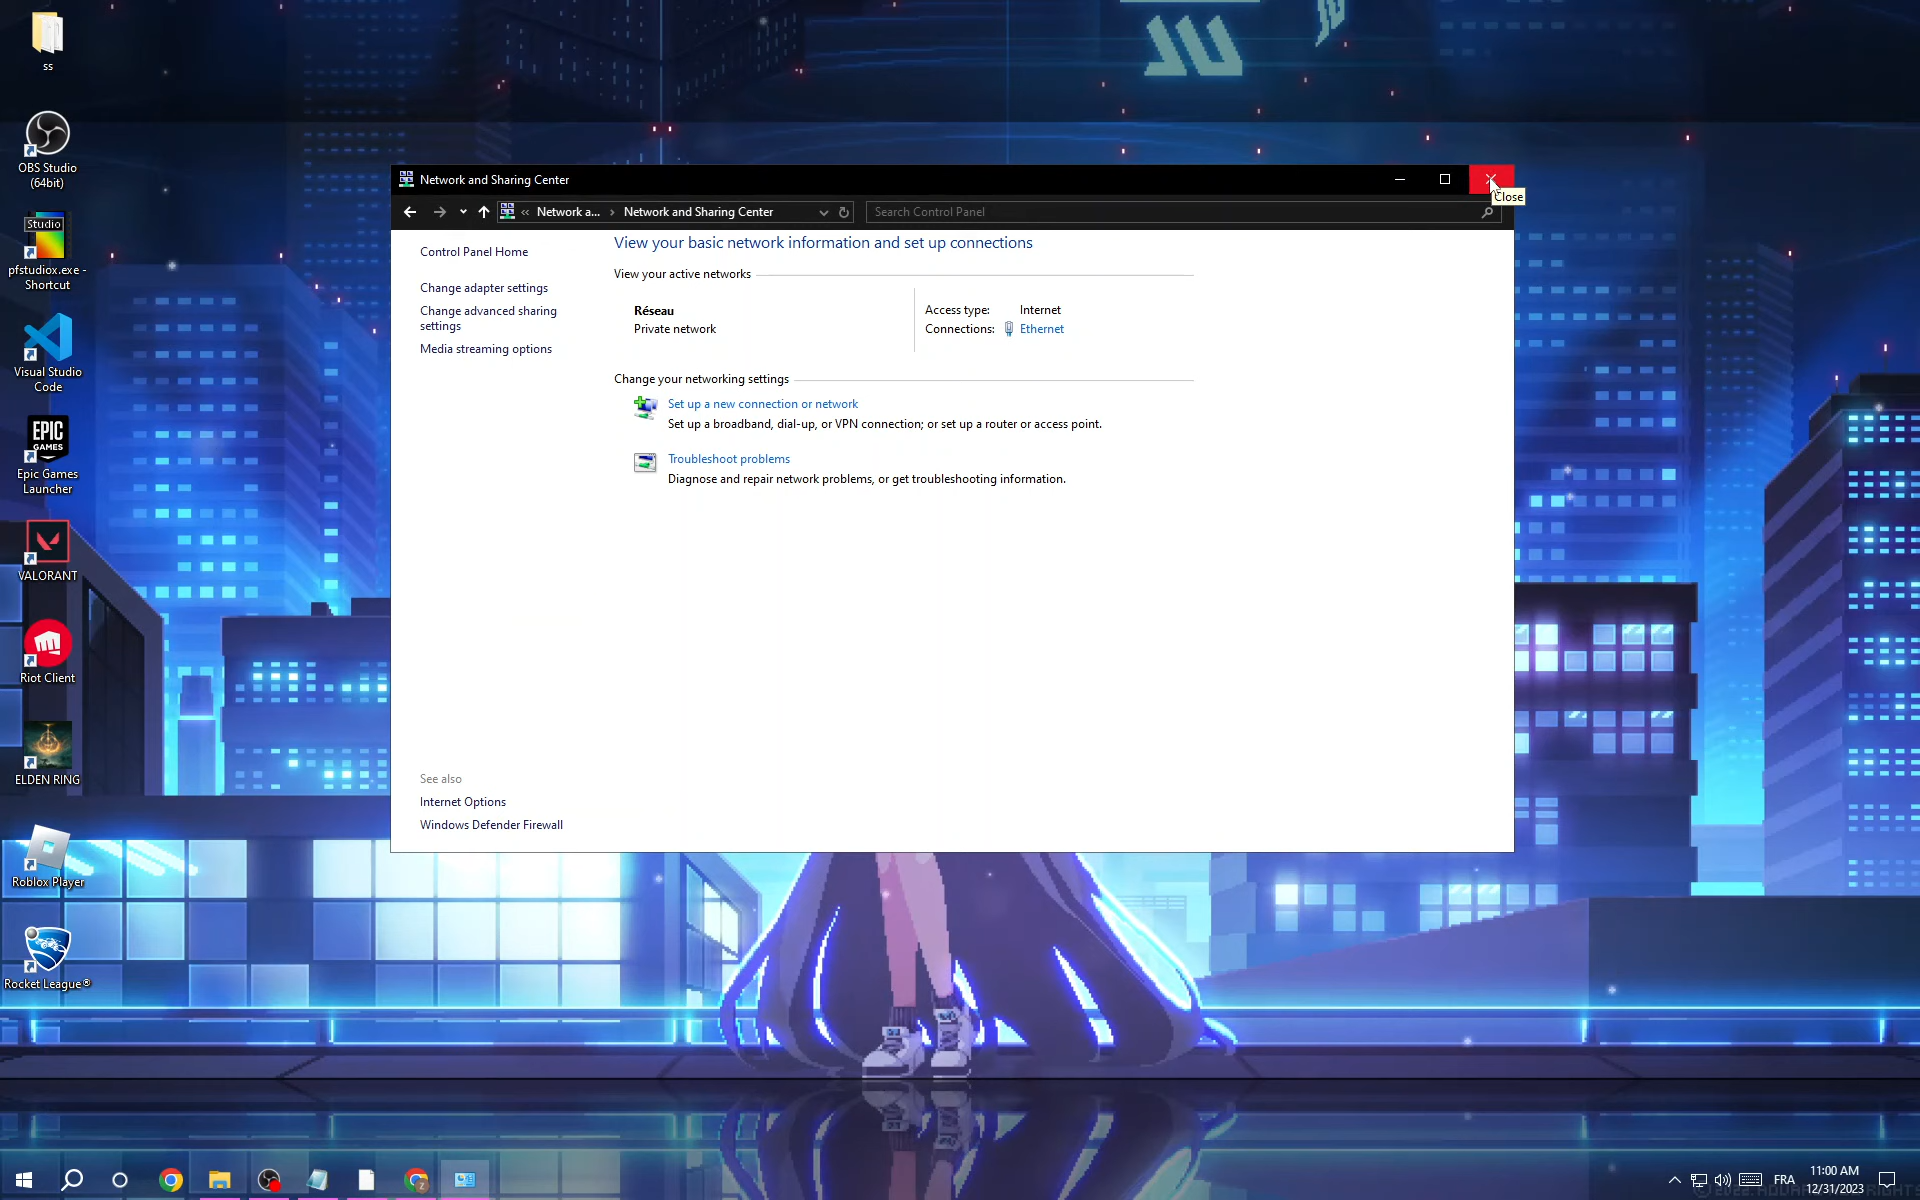 ss
OBS Studio
(64bit)
Studio
pfstudiox.exe -
Shortcut
Visual Studio
Code
EPIC
GAMES
Epic Games
Launcher
VALORANT
Riot Client
ELDEN RING
Roblox Player
Rocket League®
Network and Sharing Center
Close
« Network a... › Network and Sharing Center
Search Control Panel
Control Panel Home
Change adapter settings
Change advanced sharing
settings
Media streaming options
See also
Internet Options
Windows Defender Firewall
View your basic network information and set up connections
View your active networks
Réseau
Private network
Access type: Internet
Connections: Ethernet
Change your networking settings
Set up a new connection or network
Set up a broadband, dial-up, or VPN connection; or set up a router or access point.
Troubleshoot problems
Diagnose and repair network problems, or get troubleshooting information.
Z
FRA
11:00 AM
12/31/2023